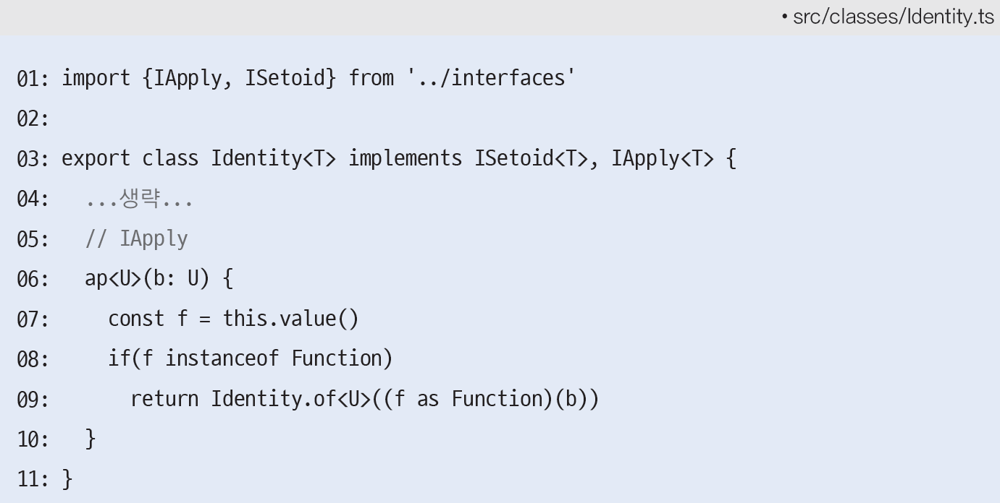 • src/classes/Identity.ts
01: import {IApply, ISetoid} from '../interfaces'
02:
03: export class Identity<T> implements ISetoid<T>, IApply<T> {
04:   ...생략...
05:   // IApply
06:   ap<U>(b: U) {
07:     const f = this.value()
08:     if(f instanceof Function)
09:       return Identity.of<U>((f as Function)(b))
10:   }
11: }